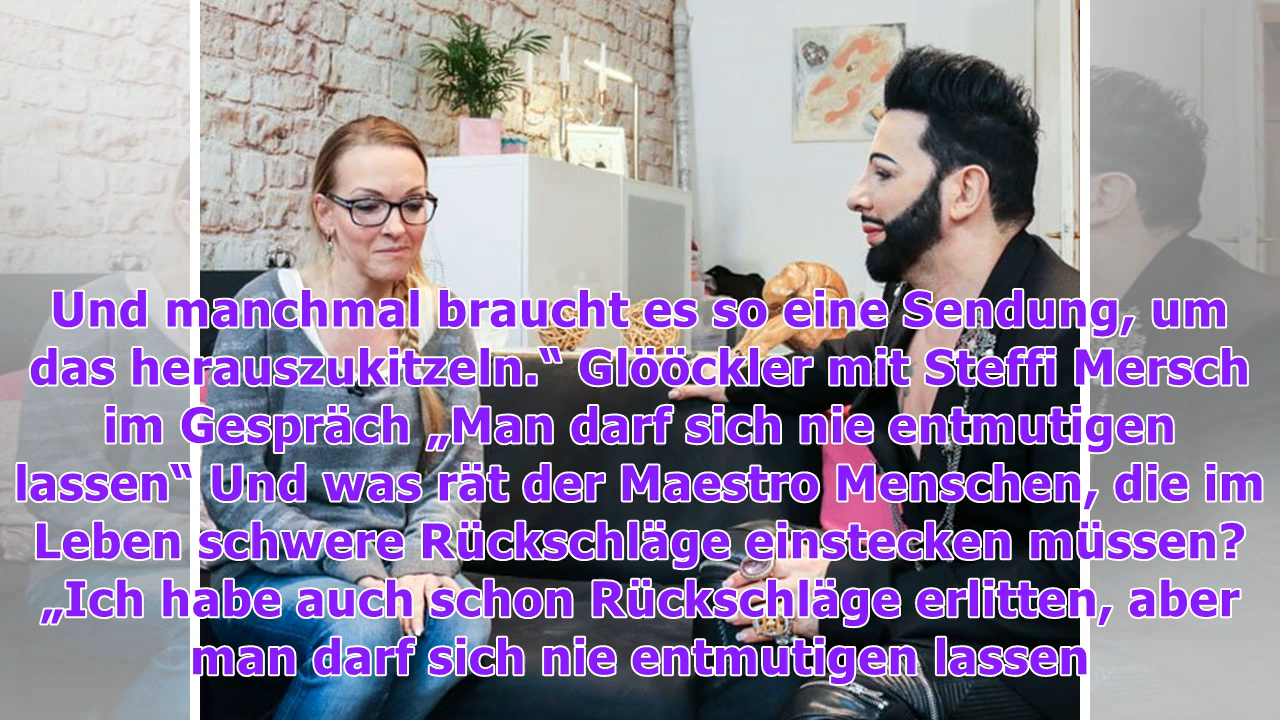 Und manchmal braucht es so eine Sendung, um
das herauszukitzeln.“ Glööckler mit Steffi Mersch
im Gespräch „Man darf sich nie entmutigen
lassen“ Und was rät der Maestro Menschen, die im
Leben schwere Rückschläge einstecken müssen?
„Ich habe auch schon Rückschläge erlitten, aber
man darf sich nie entmutigen lassen